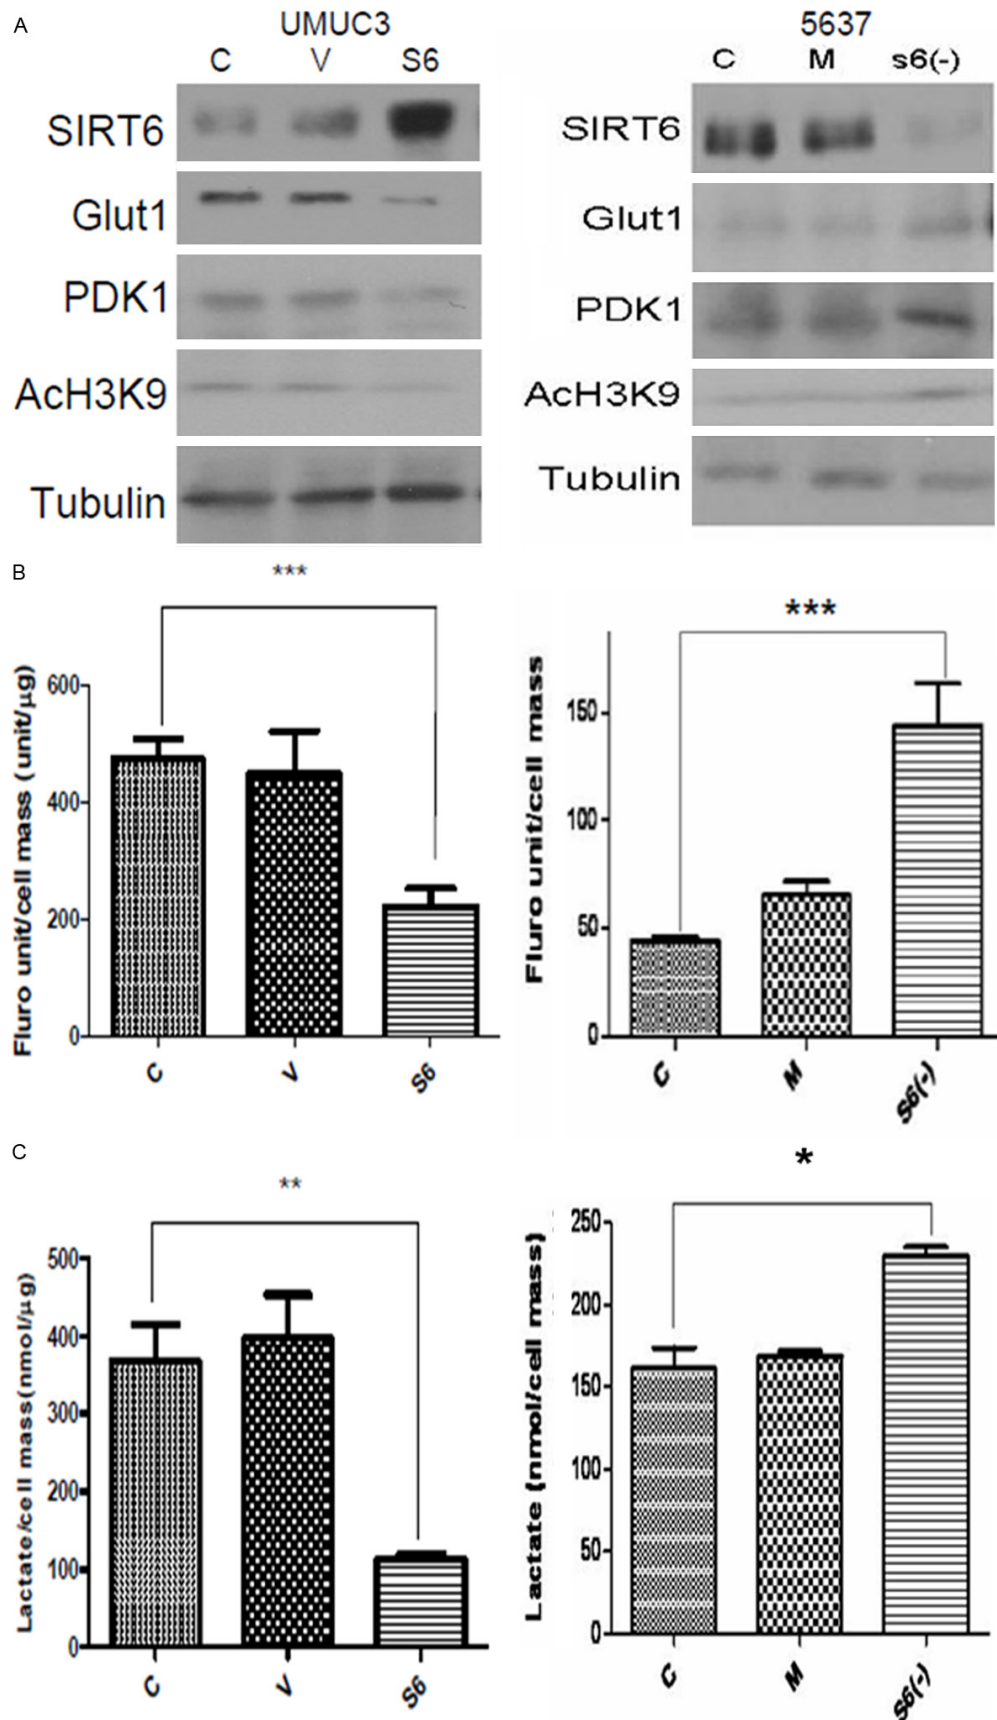 A
UMUC3
C V S6
SIRT6
Glut1
PDK1
AcH3K9
Tubulin
5637
C M s6(-)
SIRT6
Glut1
PDK1
AcH3K9
Tubulin
B
***
Fluro unit/cell mass (unit/μg)
600
400
200
0
C V S6
***
Fluro unit/cell mass
150
100
50
0
C M S6(-)
C
**
Lactate/cell mass(nmol/μg)
500
400
300
200
100
0
C V S6
*
Lactate (nmol/cell mass)
250
200
150
100
50
0
C M s6(-)